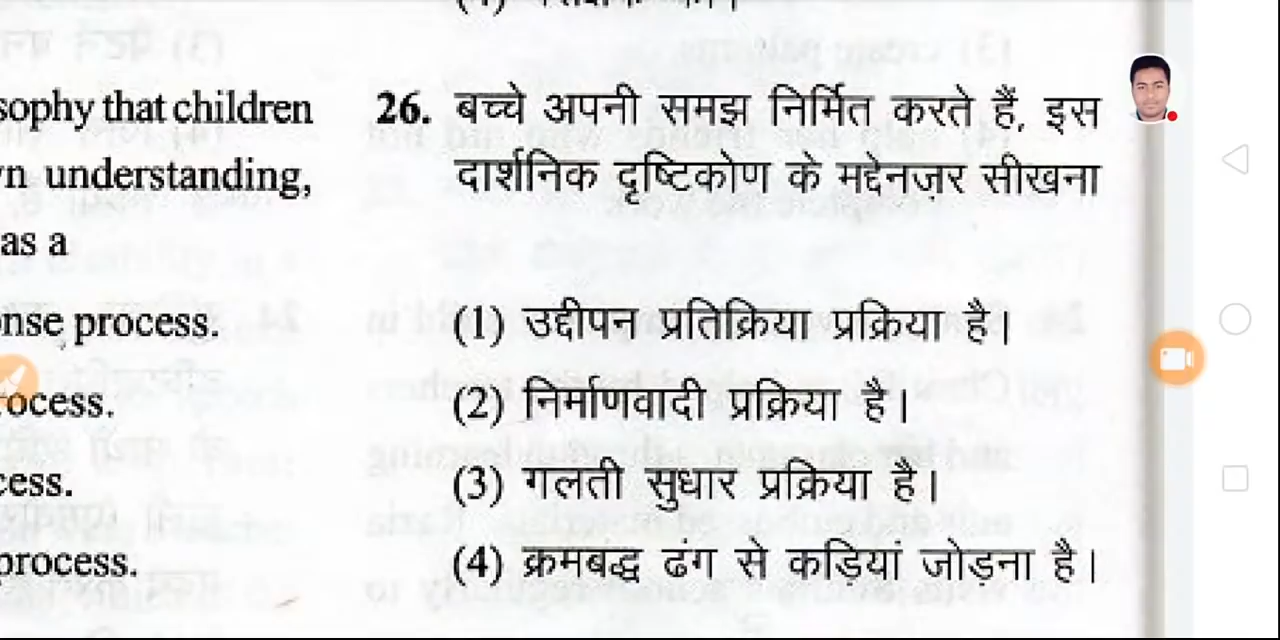 sophy that children
n understanding,
as a
nse process.
rocess.
cess.
process.
26. बच्चे अपनी समझ निर्मित करते हैं, इस
दार्शनिक दृष्टिकोण के मद्देनज़र सीखना
(1) उद्दीपन प्रतिक्रिया प्रक्रिया है।
(2) निर्माणवादी प्रक्रिया है।
(3) गलती सुधार प्रक्रिया है।
(4) क्रमबद्ध ढंग से कड़ियां जोड़ना है।